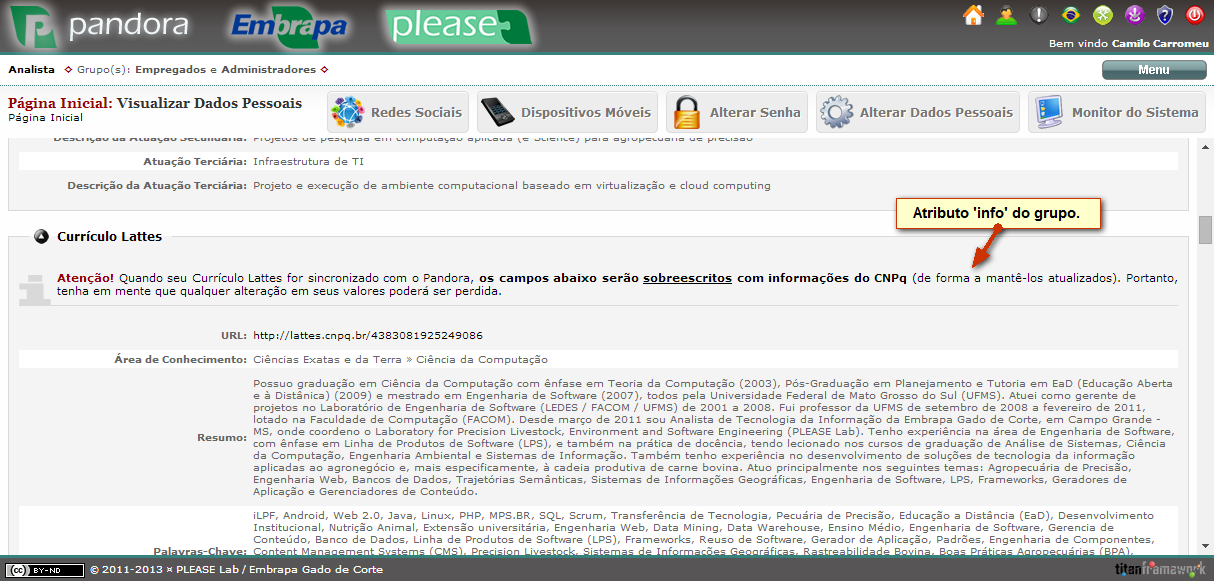 pandora
Embrapa
please
Bem vindo Camilo Carromeu
Analista Grupo(s): Empregados e Administradores
Menu
Página Inicial: Visualizar Dados Pessoais
Página Inicial
Redes Sociais
Dispositivos Móveis
Alterar Senha
Alterar Dados Pessoais
Monitor do Sistema
Descrição da Atuação Secundária: Projetos de pesquisa em computação aplicada (e-Science) para agropecuária de precisão
Atuação Terciária: Infraestrutura de TI
Descrição da Atuação Terciária: Projeto e execução de ambiente computacional baseado em virtualização e cloud computing
Atributo 'info' do grupo.
Currículo Lattes
Atenção! Quando seu Currículo Lattes for sincronizado com o Pandora, os campos abaixo serão sobreescritos com informações do CNPq (de forma a mantê-los atualizados). Portanto,
tenha em mente que qualquer alteração em seus valores poderá ser perdida.
URL: http://lattes.cnpq.br/4383081925249086
Área de Conhecimento: Ciências Exatas e da Terra » Ciência da Computação
Possuo graduação em Ciência da Computação com ênfase em Teoria da Computação (2003), Pós-Graduação em Planejamento e Tutoria em EaD (Educação Aberta
e à Distânica) (2009) e mestrado em Engenharia de Software (2007), todos pela Universidade Federal de Mato Grosso do Sul (UFMS). Atuei como gerente de
projetos no Laboratório de Engenharia de Software (LEDES / FACOM / UFMS) de 2001 a 2008. Fui professor da UFMS de setembro de 2008 a fevereiro de 2011,
lotado na Faculdade de Computação (FACOM). Desde março de 2011 sou Analista de Tecnologia da Informação da Embrapa Gado de Corte, em Campo Grande -
MS, onde coordeno o Laboratory for Precision Livestock, Environment and Software Engineering (PLEASE Lab). Tenho experiência na área de Engenharia de Software,
Resumo: com ênfase em Linha de Produtos de Software (LPS), e também na prática de docência, tendo lecionado nos cursos de graduação de Análise de Sistemas, Ciência
da Computação, Engenharia Ambiental e Sistemas de Informação. Também tenho experiência no desenvolvimento de soluções de tecnologia da informação
aplicadas ao agronegócio e, mais especificamente, à cadeia produtiva de carne bovina. Atuo principalmente nos seguintes temas: Agropecuária de Precisão,
Engenharia Web, Bancos de Dados, Trajetórias Semânticas, Sistemas de Informações Geográficas, Engenharia de Software, LPS, Frameworks, Geradores de
Aplicação e Gerenciadores de Conteúdo.
iLPF, Android, Web 2.0, Java, Linux, PHP, MPS.BR, SQL, Scrum, Transferência de Tecnologia, Pecuária de Precisão, Educação a Distância (EaD), Desenvolvimento
Institucional, Nutrição Animal, Extensão universitária, Engenharia Web, Data Mining, Data Warehouse, Ensino Médio, Engenharia de Software, Gerencia de
Conteúdo, Banco de Dados, Linha de Produtos de Software (LPS), Frameworks, Reuso de Software, Gerador de Aplicação, Padrões, Engenharia de Componentes,
Palavras-Chave: Content Management Systems (CMS), Precision Livestock, Sistemas de Informações Geográficas, Rastreabilidade Bovina, Boas Práticas Agropecuárias (BPA),
(cc) BY-ND © 2011-2013 ¤ PLEASE Lab / Embrapa Gado de Corte
titanframework